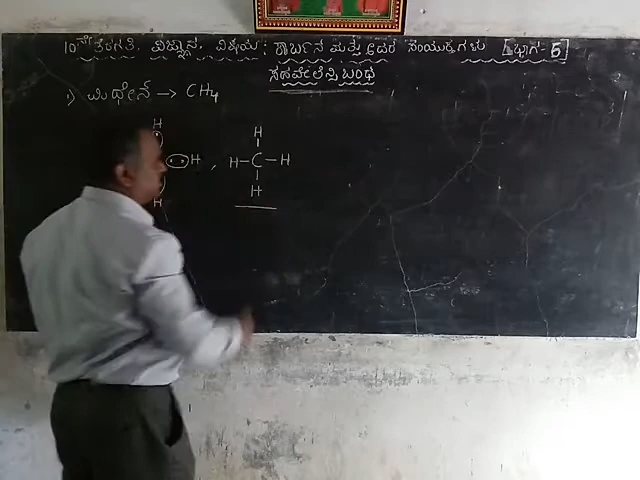 10ನೇ ತರಗತಿ. ವಿಜ್ಞಾನ. ವಿಷಯ : ಕಾರ್ಬನ ಮತ್ತು ಅದರ ಸಂಯುಕ್ತಗಳು [ಭಾಗ-5]
ಸಹವೇಲೆನ್ಸಿ ಬಂಧ
1) ಮಿಥೇನ್ → CH4
H
H , H-C-H
H
H
H